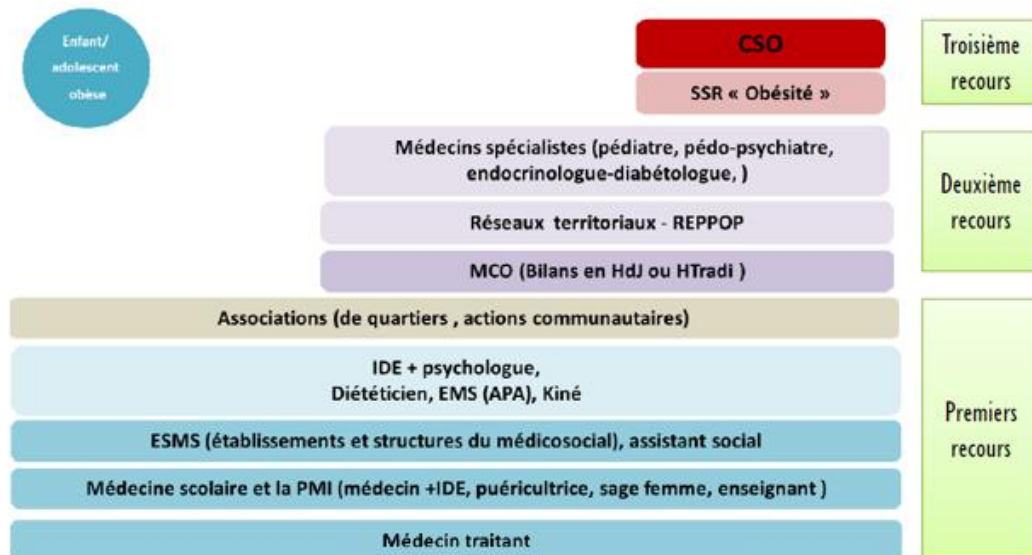 Enfant/
adolescent
obèse
CSO
SSR « Obésité »
Troisième
recours
Médecins spécialistes (pédiatre, pédo-psychiatre,
endocrinologue-diabétologue, )
Réseaux territoriaux - REPPOP
MCO (Bilans en HdJ ou HTradi )
Deuxième
recours
Associations (de quartiers , actions communautaires)
IDE + psychologue,
Diététicien, EMS (APA), Kiné
ESMS (établissements et structures du médicosocial), assistant social
Médecine scolaire et la PMI (médecin +IDE, puéricultrice, sage femme, enseignant )
Médecin traitant
Premiers
recours